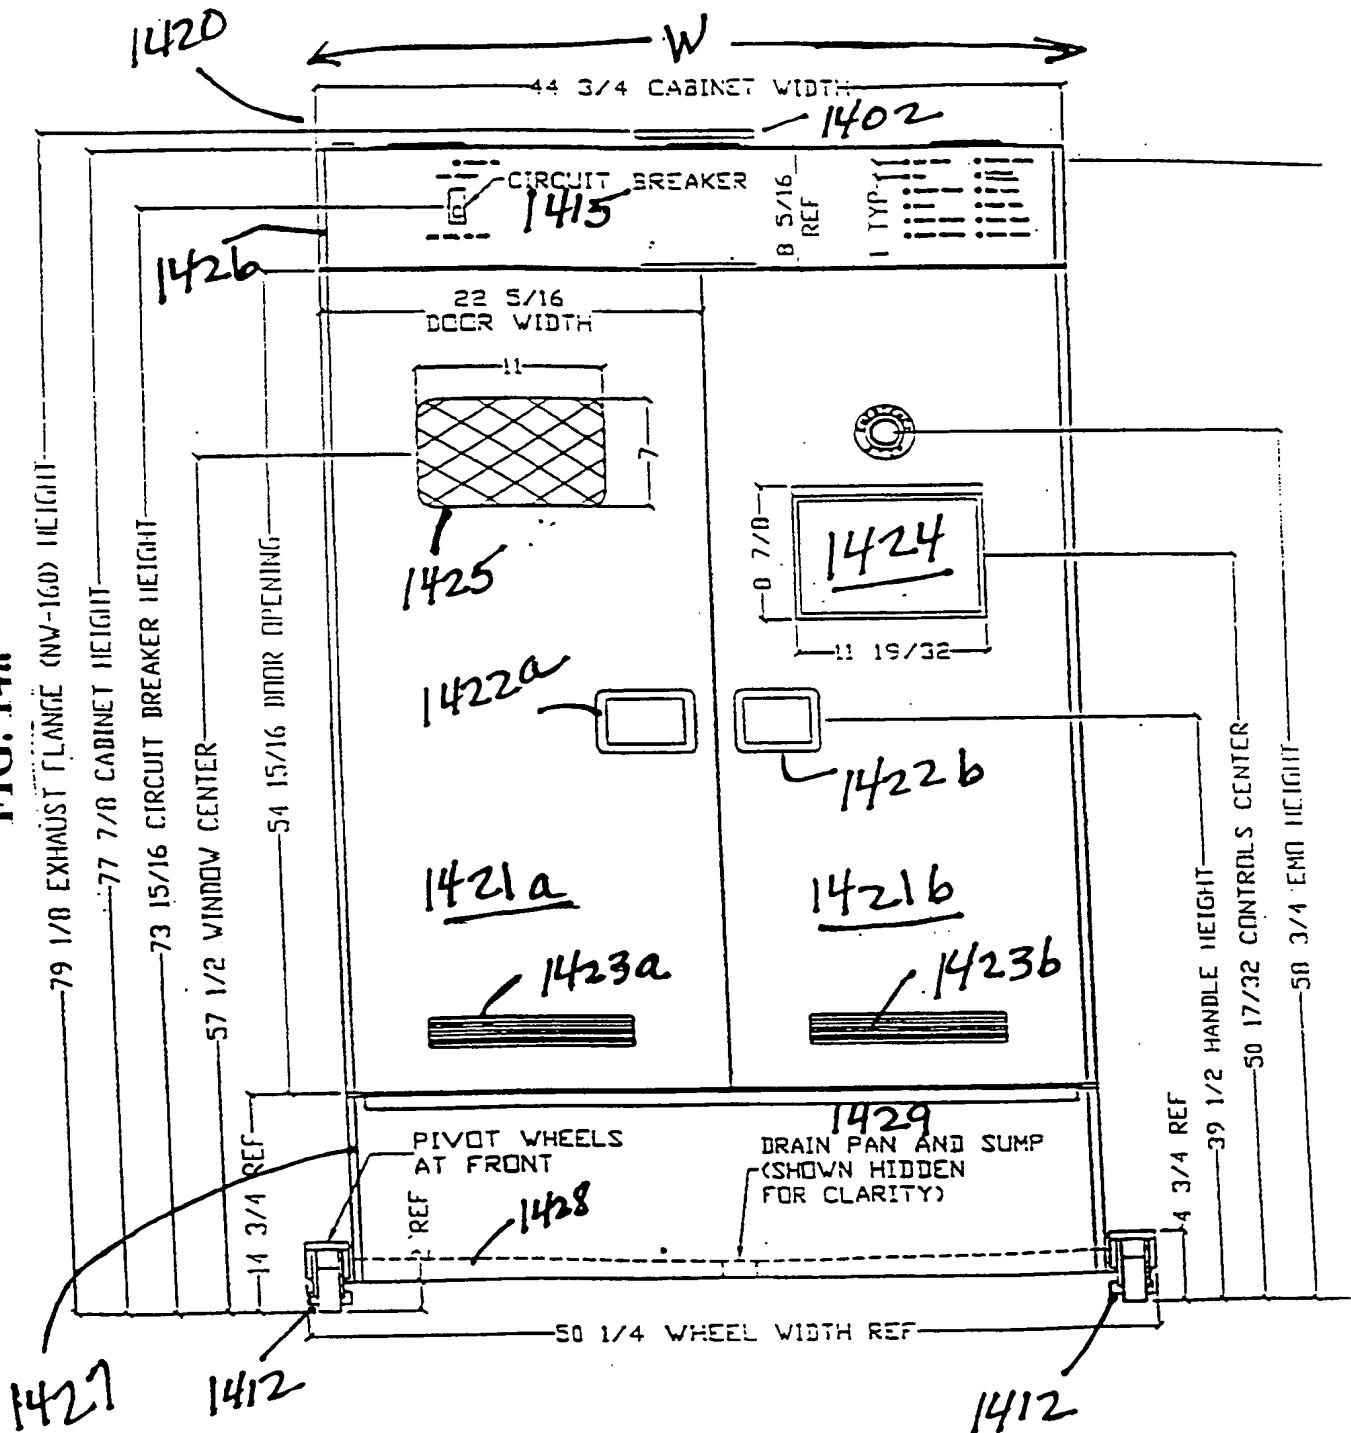 1420
W
44 3/4 CABINET WIDTH
1402
CIRCUIT BREAKER
1415
8 5/16
REF
1 TYP
1426
22 5/16
DOOR WIDTH
11
7
1425
8 7/8
1424
11 19/32
1422a
1422b
1421a
1421b
1423a
1423b
79 1/8 EXHAUST FLANGE (NW-160) HEIGHT
77 7/8 CABINET HEIGHT
73 15/16 CIRCUIT BREAKER HEIGHT
57 1/2 WINDOW CENTER
54 15/16 DOOR OPENING
14 3/4 REF
REF
4 3/4 REF
39 1/2 HANDLE HEIGHT
50 17/32 CONTROLS CENTER
58 3/4 EMO HEIGHT
1429
PIVOT WHEELS
AT FRONT
DRAIN PAN AND SUMP
(SHOWN HIDDEN
FOR CLARITY)
1428
50 1/4 WHEEL WIDTH REF
1427
1412
1412